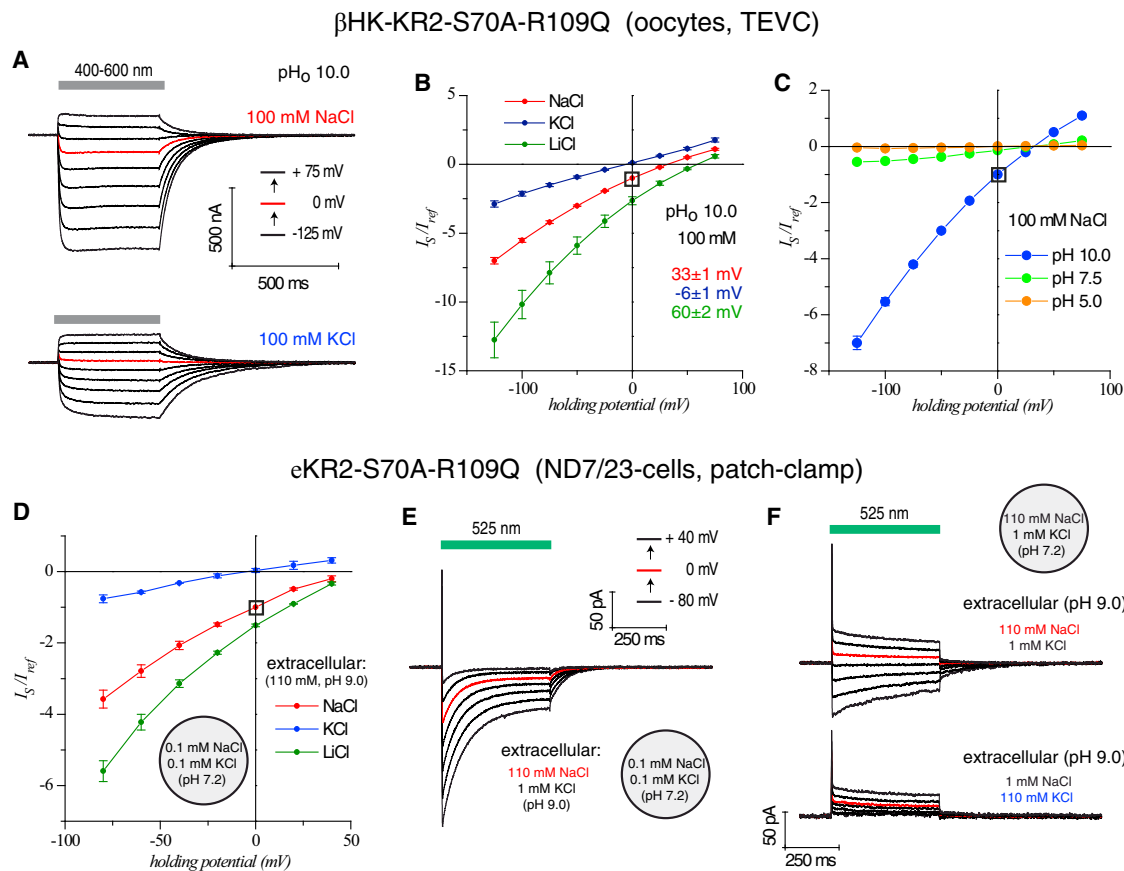 βHK-KR2-S70A-R109Q (oocytes, TEVC)
A
400-600 nm
pHO 10.0
100 mM NaCl
+ 75 mV
0 mV
-125 mV
500 nA
500 ms
100 mM KCl
B
NaCl
KCl
LiCl
2
0
-5
-10
-15
IS/Iref
pHO 10.0
100 mM
33±1 mV
-6±1 mV
60±2 mV
-100
0
100
holding potential (mV)
C
2
0
-2
-4
-6
-8
IS/Iref
100 mM NaCl
pH 10.0
pH 7.5
pH 5.0
-100
0
100
holding potential (mV)
eKR2-S70A-R109Q (ND7/23-cells, patch-clamp)
D
0
-2
-4
-6
IS/Iref
extracellular:
(110 mM, pH 9.0)
NaCl
KCl
LiCl
0.1 mM NaCl
0.1 mM KCl
(pH 7.2)
-100
-50
0
50
holding potential (mV)
E
525 nm
+ 40 mV
0 mV
- 80 mV
50 pA
250 ms
extracellular:
110 mM NaCl
1 mM KCl
(pH 9.0)
0.1 mM NaCl
0.1 mM KCl
(pH 7.2)
F
525 nm
110 mM NaCl
1 mM KCl
(pH 7.2)
extracellular (pH 9.0)
110 mM NaCl
1 mM KCl
extracellular (pH 9.0)
1 mM NaCl
110 mM KCl
50 pA
250 ms